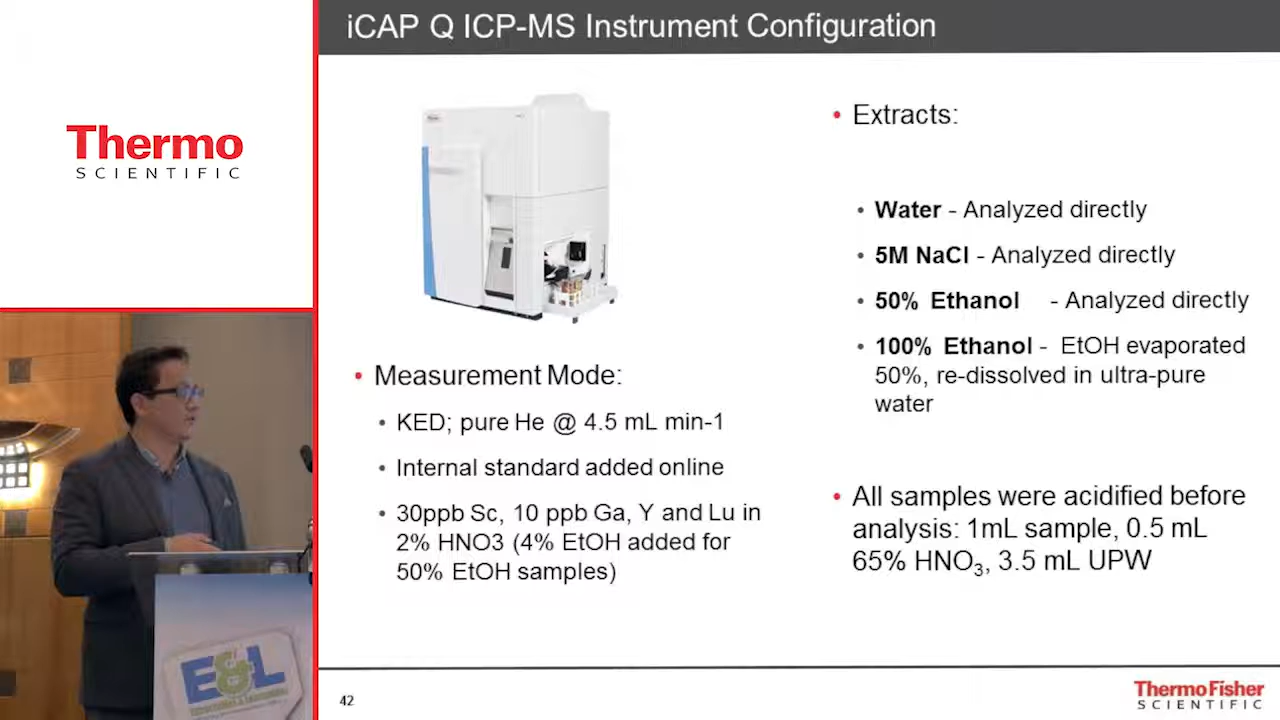 iCAP Q ICP-MS Instrument Configuration
Thermo
SCIENTIFIC
• Measurement Mode:
• KED; pure He @ 4.5 mL min-1
• Internal standard added online
• 30ppb Sc, 10 ppb Ga, Y and Lu in
2% HNO3 (4% EtOH added for
50% EtOH samples)
• Extracts:
• Water - Analyzed directly
• 5M NaCl - Analyzed directly
• 50% Ethanol - Analyzed directly
• 100% Ethanol - EtOH evaporated
50%, re-dissolved in ultra-pure
water
• All samples were acidified before
analysis: 1mL sample, 0.5 mL
65% HNO₃, 3.5 mL UPW
E&L
42
ThermoFisher
SCIENTIFIC